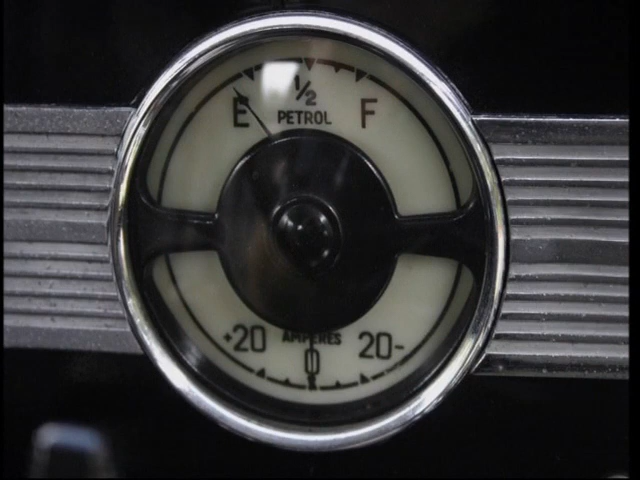 ½
E F
PETROL
AMPERES
+20 0 20-